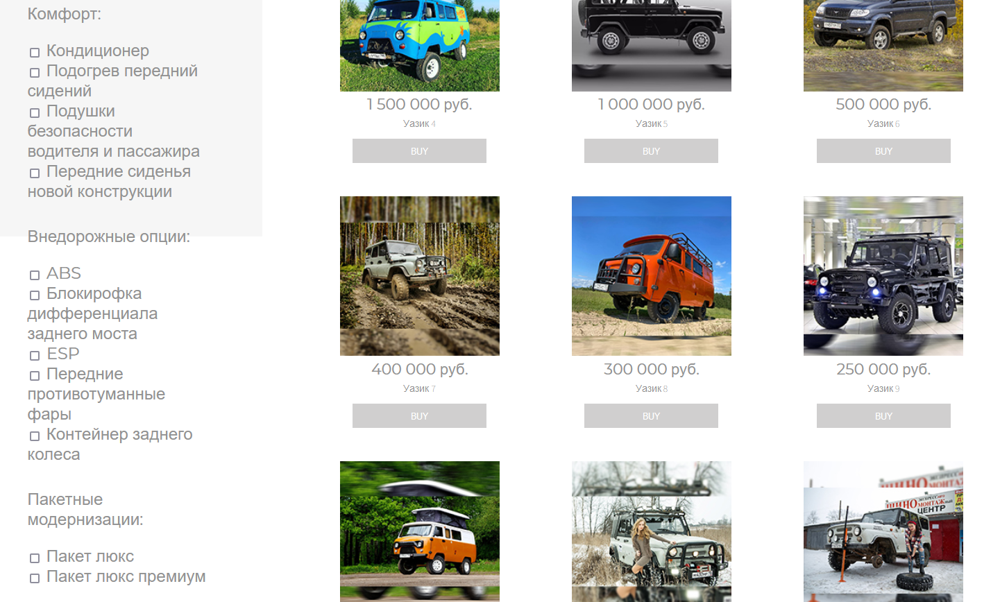 Комфорт:
Кондиционер
Подогрев передний
сидений
Подушки
безопасности
водителя и пассажира
Передние сиденья
новой конструкции
Внедорожные опции:
ABS
Блокирофка
дифференциала
заднего моста
ESP
Передние
противотуманные
фары
Контейнер заднего
колеса
Пакетные
модернизации:
Пакет люкс
Пакет люкс премиум
1 500 000 руб.
Уазик 4
BUY
1 000 000 руб.
Уазик 5
BUY
500 000 руб.
Уазик 6
BUY
400 000 руб.
Уазик 7
BUY
300 000 руб.
Уазик 8
BUY
250 000 руб.
Уазик 9
BUY
ШИНО
МОНТАЖ
ЦЕНТР